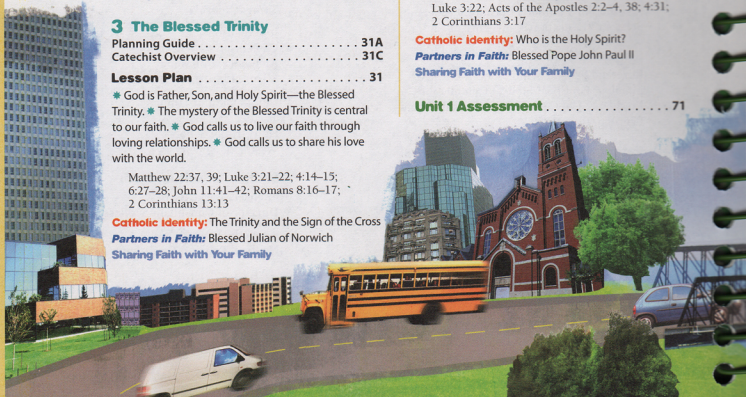 3 The Blessed Trinity
Planning Guide . . . . . . . . . . . . . . . . . . . . . . . . . . 31A
Catechist Overview . . . . . . . . . . . . . . . . . . . . . . 31C
Lesson Plan . . . . . . . . . . . . . . . . . . . . . . . . . . 31
✷ God is Father, Son, and Holy Spirit—the Blessed
Trinity. ✷ The mystery of the Blessed Trinity is central
to our faith. ✷ God calls us to live our faith through
loving relationships. ✷ God calls us to share his love
with the world.
Matthew 22:37, 39; Luke 3:21–22; 4:14–15;
6:27–28; John 11:41–42; Romans 8:16–17;
2 Corinthians 13:13
Catholic Identity: The Trinity and the Sign of the Cross
Partners in Faith: Blessed Julian of Norwich
Sharing Faith with Your Family
Luke 3:22; Acts of the Apostles 2:2–4, 38; 4:31;
2 Corinthians 3:17
Catholic Identity: Who is the Holy Spirit?
Partners in Faith: Blessed Pope John Paul II
Sharing Faith with Your Family
Unit 1 Assessment . . . . . . . . . . . . . . . . . . . 71